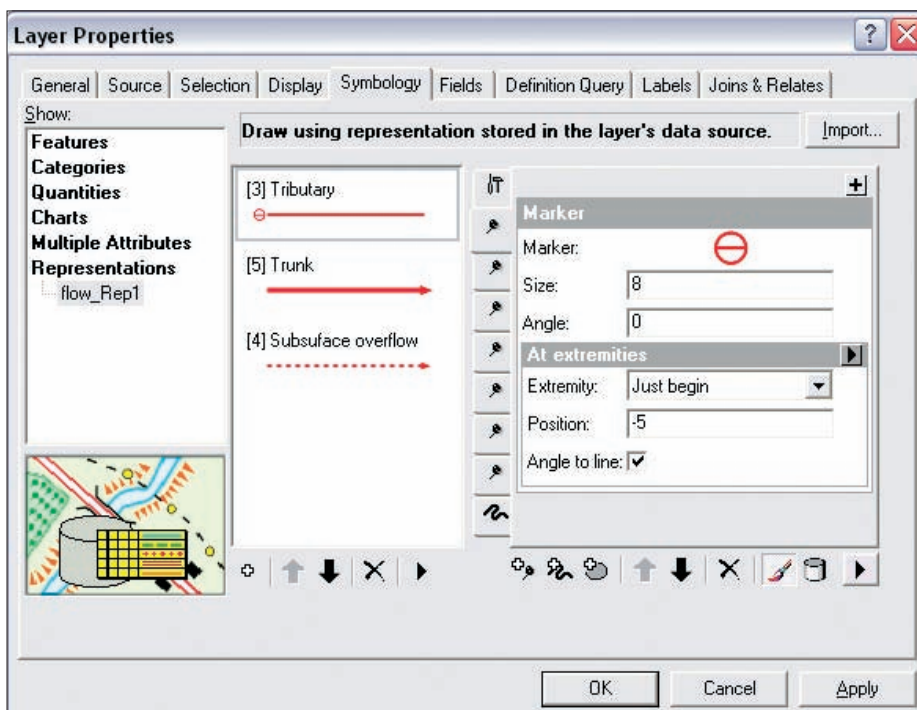 Layer Properties
General Source Selection Display Symbology Fields Definition Query Labels Joins & Relates
Show:
Features
Categories
Quantities
Charts
Multiple Attributes
Representations
flow_Rep1
Draw using representation stored in the layer's data source.
Import...
[3] Tributary
[5] Trunk
[4] Subsuface overflow
Marker
Marker:
Size: 8
Angle: 0
At extremities
Extremity: Just begin
Position: -5
Angle to line:
OK Cancel Apply